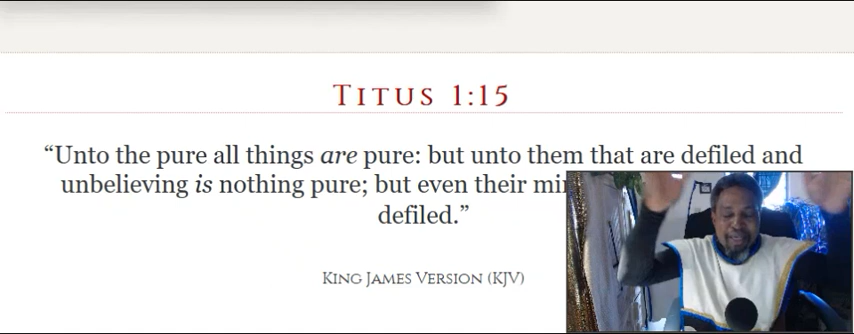 Titus 1:15
“Unto the pure all things are pure: but unto them that are defiled and
unbelieving is nothing pure; but even their
defiled.”
King James Version (KJV)